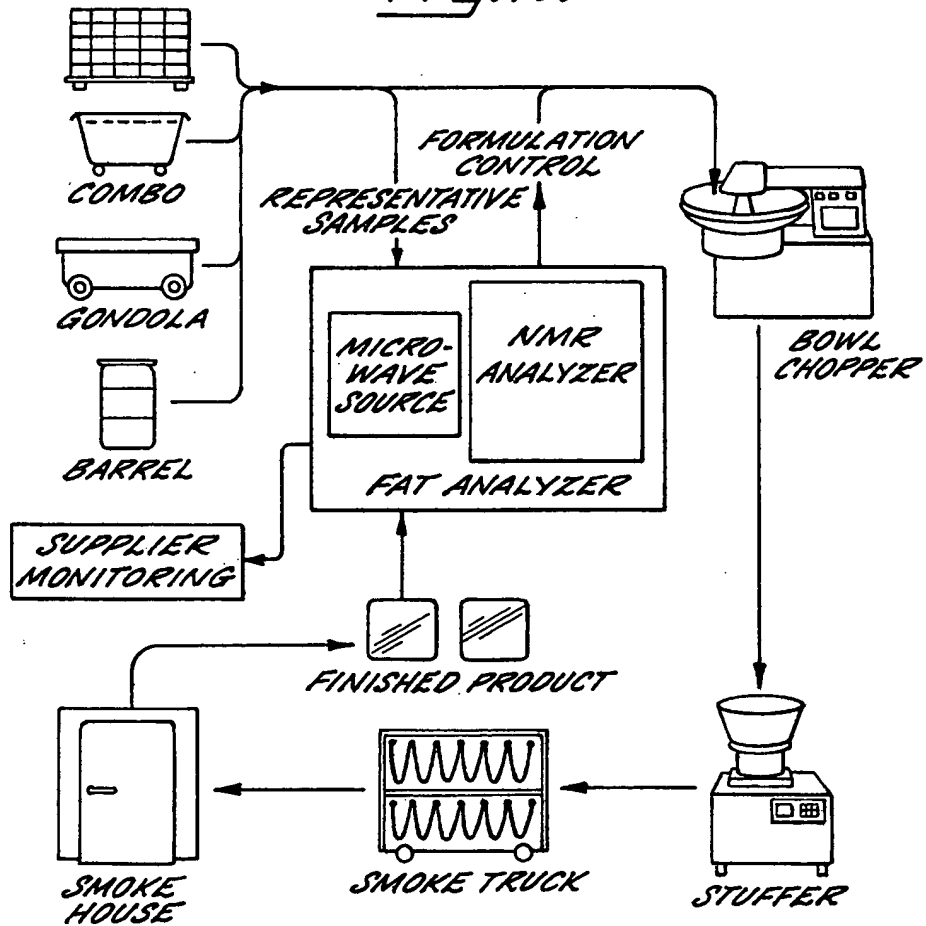 COMBO
FORMULATION
CONTROL
REPRESENTATIVE
SAMPLES
GONDOLA
MICRO-
WAVE
SOURCE
NMR
ANALYZER
BOWL
CHOPPER
BARREL
FAT ANALYZER
SUPPLIER
MONITORING
FINISHED PRODUCT
SMOKE
HOUSE
SMOKE TRUCK
STUFFER